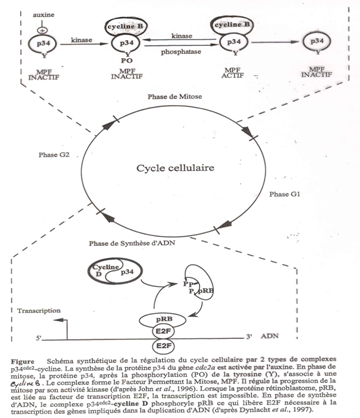 auxine
cycline B
cycline B
kinase
kinase
phosphatase
p34
p34
p34
p34
Y
Y
Y
Y
PO
MPF
INACTIF
MPF
INACTIF
MPF
ACTIF
MPF
INACTIF
Phase de Mitose
Phase G2
Cycle cellulaire
Phase G1
Phase de Synthèse d'ADN
Cycline
D
p34
P
P
P
pRB
Transcription
pRB
E2F
E2F
3'
3'
ADN
Figure Schéma synthétique de la régulation du cycle cellulaire par 2 types de complexes
p34cdc2-cycline. La synthèse de la protéine p34 du gène cdc2a est activée par l'auxine. En phase de
mitose, la protéine p34, après la phosphorylation (PO) de la tyrosine (Y), s'associe à une
cycline B. Le complexe forme le Facteur Permettant la Mitose, MPF. Il régule la progression de la
mitose par son activité kinase (d'après John et al., 1996). Lorsque la protéine rétinoblastome, pRB,
est liée au facteur de transcription E2F, la transcription est impossible. En phase de synthèse
d'ADN, le complexe p34cdc2-cycline D phosphoryle pRB qui libère E2F nécessaire à la
transcription des gènes impliqués dans la duplication d'ADN (d'après Dynlacht et al., 1997).